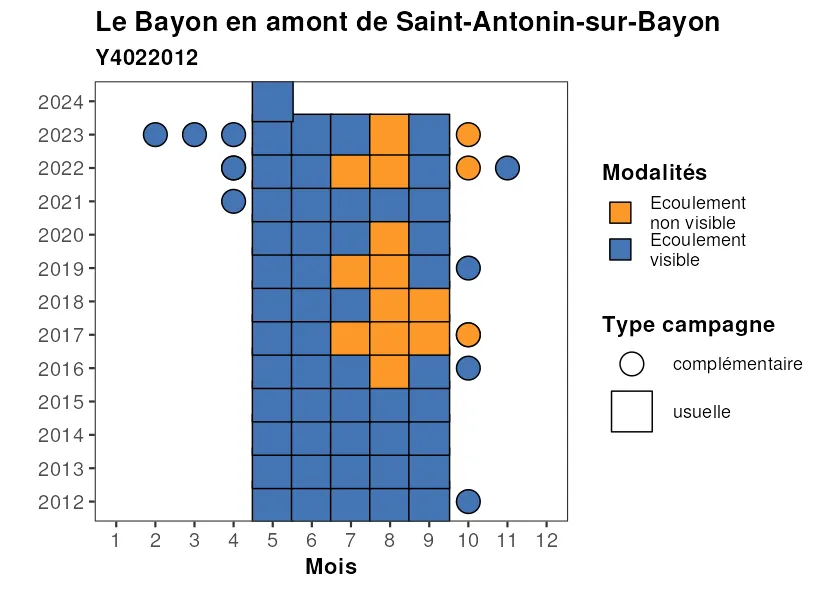 Le Bayon en amont de Saint-Antonin-sur-Bayon
Y4022012
2024
2023
2022
2021
2020
2019
2018
2017
2016
2015
2014
2013
2012
1 2 3 4 5 6 7 8 9 10 11 12
Mois
Modalités
Ecoulement
non visible
Ecoulement
visible
Type campagne
complémentaire
usuelle